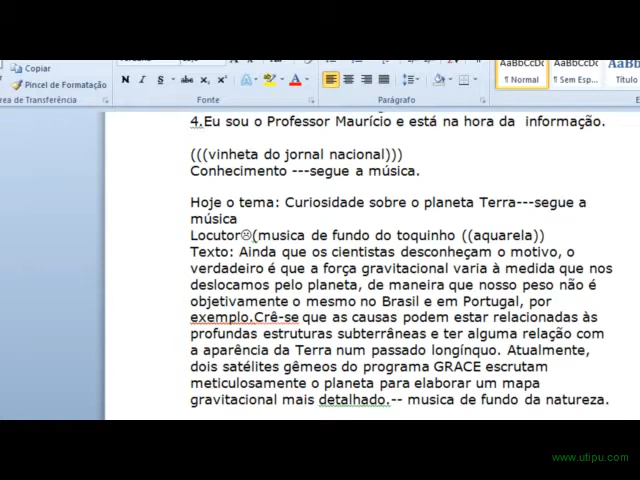 Copiar
Pincel de Formatação
Área de Transferência
N I S abc A
Fonte
Parágrafo
AaBbCcDc AaBbCcDc AaBbC
¶ Normal ¶ Sem Esp... Título
4.Eu sou o Professor Maurício e está na hora da informação.
(((vinheta do jornal nacional)))
Conhecimento ---segue a música.
Hoje o tema: Curiosidade sobre o planeta Terra---segue a
música
Locutor☹(musica de fundo do toquinho ((aquarela))
Texto: Ainda que os cientistas desconheçam o motivo, o
verdadeiro é que a força gravitacional varia à medida que nos
deslocamos pelo planeta, de maneira que nosso peso não é
objetivamente o mesmo no Brasil e em Portugal, por
exemplo.Crê-se que as causas podem estar relacionadas às
profundas estruturas subterrâneas e ter alguma relação com
a aparência da Terra num passado longínquo. Atualmente,
dois satélites gêmeos do programa GRACE escrutam
meticulosamente o planeta para elaborar um mapa
gravitacional mais detalhado.-- musica de fundo da natureza.
www.utipu.com